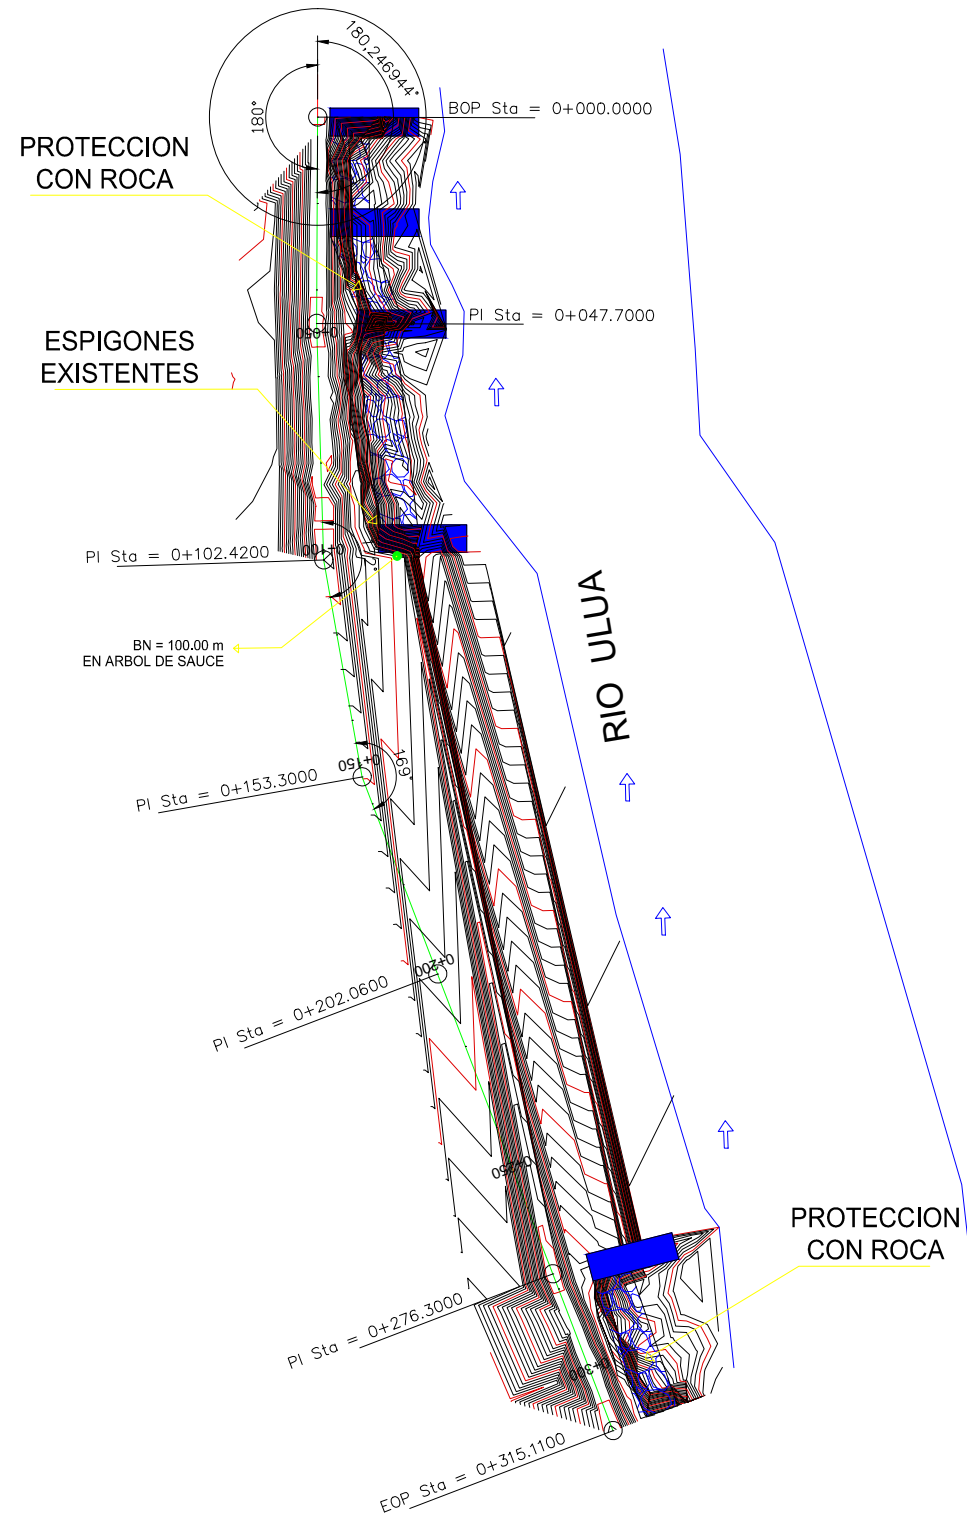 180,246944°
180°
BOP Sta = 0+000.0000
PROTECCION
CON ROCA
PI Sta = 0+047.7000
0+050
ESPIGONES
EXISTENTES
PI Sta = 0+102.4200
0+100
BN = 100.00 m
EN ARBOL DE SAUCE
RIO ULUA
0+150
169°
PI Sta = 0+153.3000
0+200
PI Sta = 0+202.0600
0+250
PROTECCION
CON ROCA
PI Sta = 0+276.3000
0+300
EOP Sta = 0+315.1100